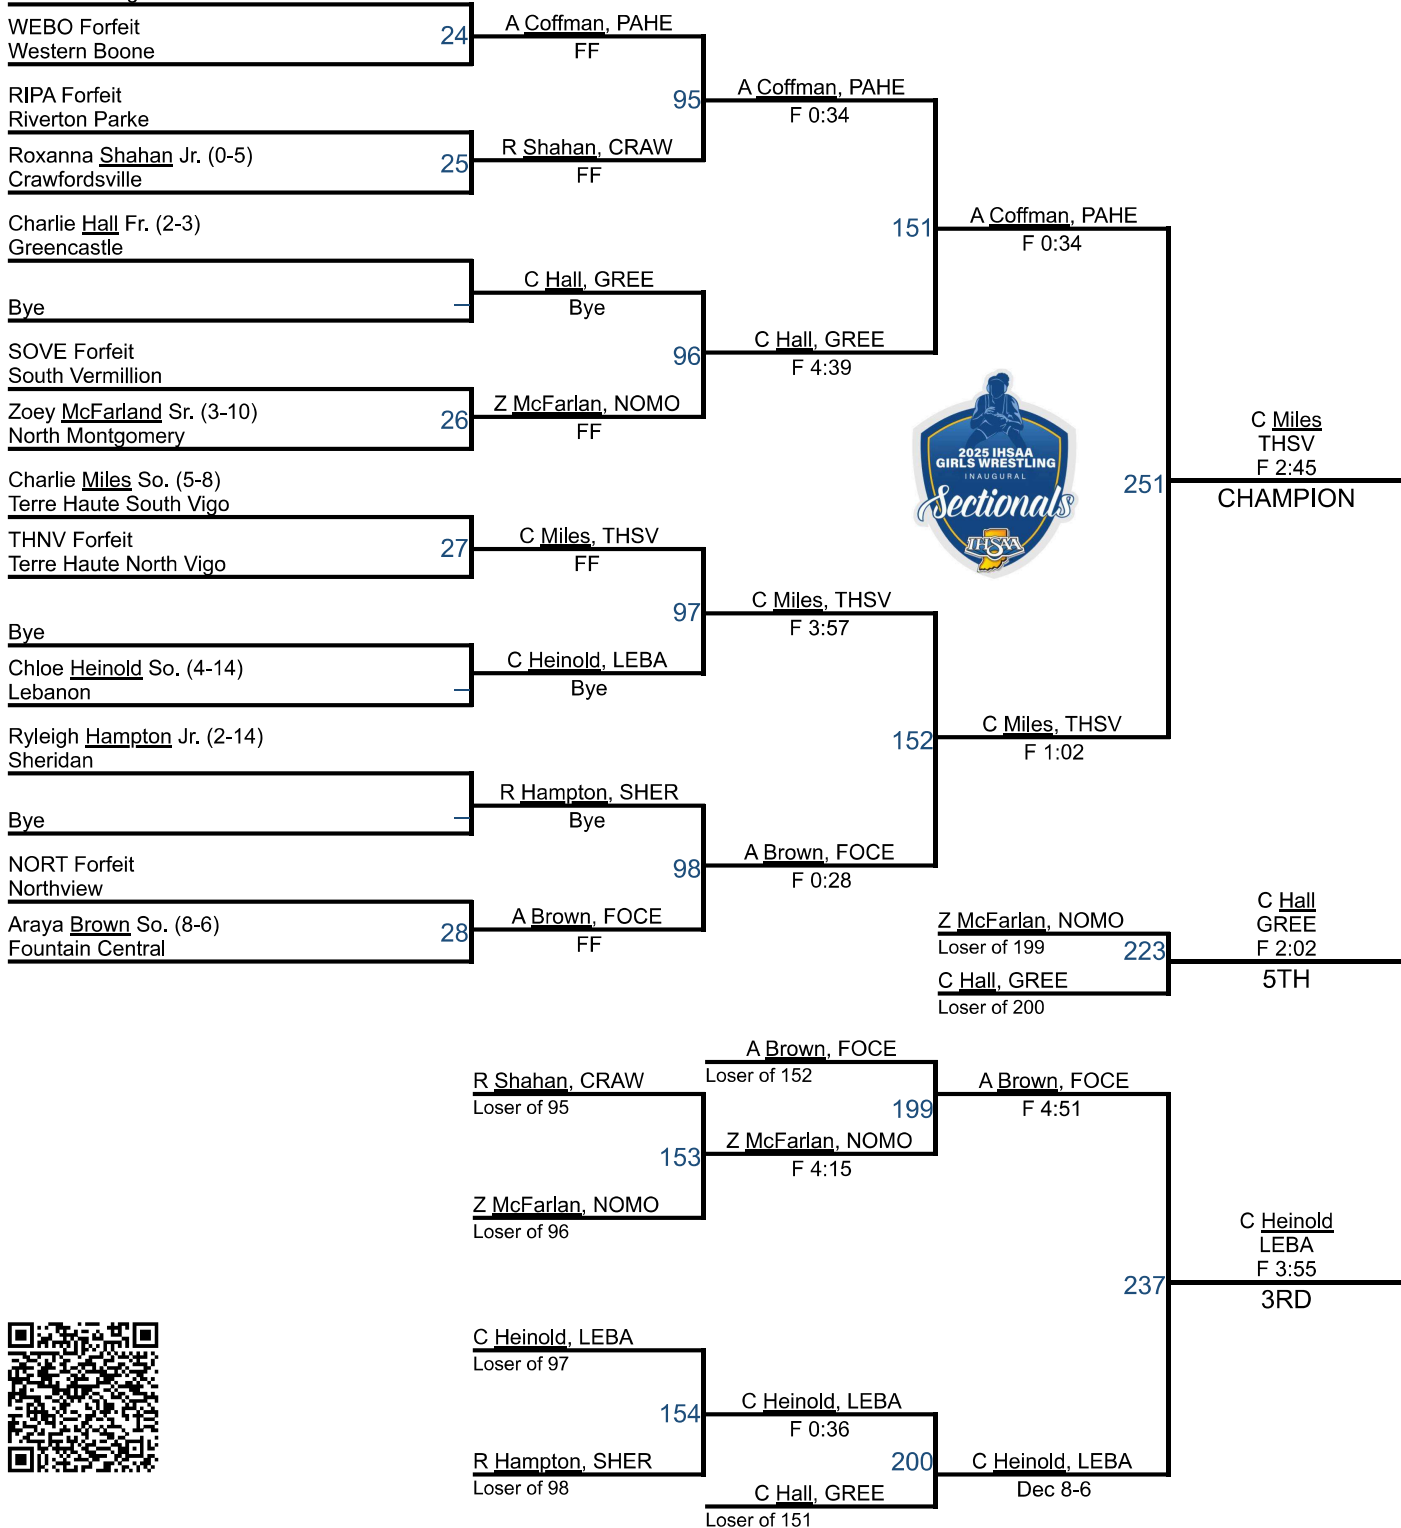 WEBO Forfeit
Western Boone
24
A Coffman, PAHE
FF
RIPA Forfeit
Riverton Parke
95
A Coffman, PAHE
F 0:34
Roxanna Shahan Jr. (0-5)
Crawfordsville
25
R Shahan, CRAW
FF
Charlie Hall Fr. (2-3)
Greencastle
151
A Coffman, PAHE
F 0:34
Bye
C Hall, GREE
Bye
SOVE Forfeit
South Vermillion
96
C Hall, GREE
F 4:39
Zoey McFarland Sr. (3-10)
North Montgomery
26
Z McFarlan, NOMO
FF
2025 IHSAA
GIRLS WRESTLING
INAUGURAL
Sectionals
IHSAA
251
C Miles
THSV
F 2:45
CHAMPION
Charlie Miles So. (5-8)
Terre Haute South Vigo
THNV Forfeit
Terre Haute North Vigo
27
C Miles, THSV
FF
97
C Miles, THSV
F 3:57
Bye
Chloe Heinold So. (4-14)
Lebanon
C Heinold, LEBA
Bye
Ryleigh Hampton Jr. (2-14)
Sheridan
152
C Miles, THSV
F 1:02
Bye
R Hampton, SHER
Bye
NORT Forfeit
Northview
98
A Brown, FOCE
F 0:28
Araya Brown So. (8-6)
Fountain Central
28
A Brown, FOCE
FF
Z McFarlan, NOMO
Loser of 199
223
C Hall, GREE
Loser of 200
C Hall
GREE
F 2:02
5TH
A Brown, FOCE
Loser of 152
R Shahan, CRAW
Loser of 95
199
A Brown, FOCE
F 4:51
153
Z McFarlan, NOMO
F 4:15
Z McFarlan, NOMO
Loser of 96
237
C Heinold
LEBA
F 3:55
3RD
C Heinold, LEBA
Loser of 97
154
C Heinold, LEBA
F 0:36
R Hampton, SHER
Loser of 98
200
C Heinold, LEBA
Dec 8-6
C Hall, GREE
Loser of 151